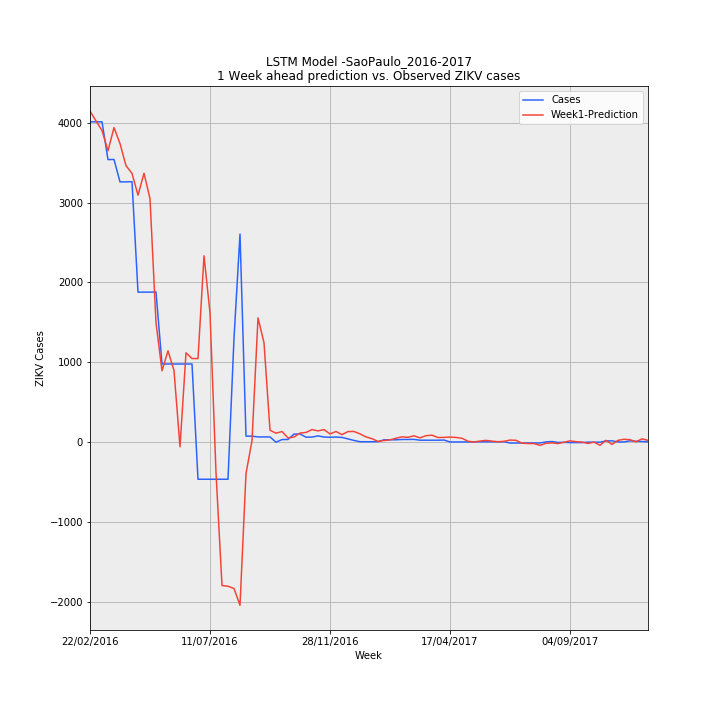 LSTM Model -SaoPaulo_2016-2017
1 Week ahead prediction vs. Observed ZIKV cases
Cases
Week1-Prediction
ZIKV Cases
4000
3000
2000
1000
0
−1000
−2000
22/02/2016 11/07/2016 28/11/2016 17/04/2017 04/09/2017
Week